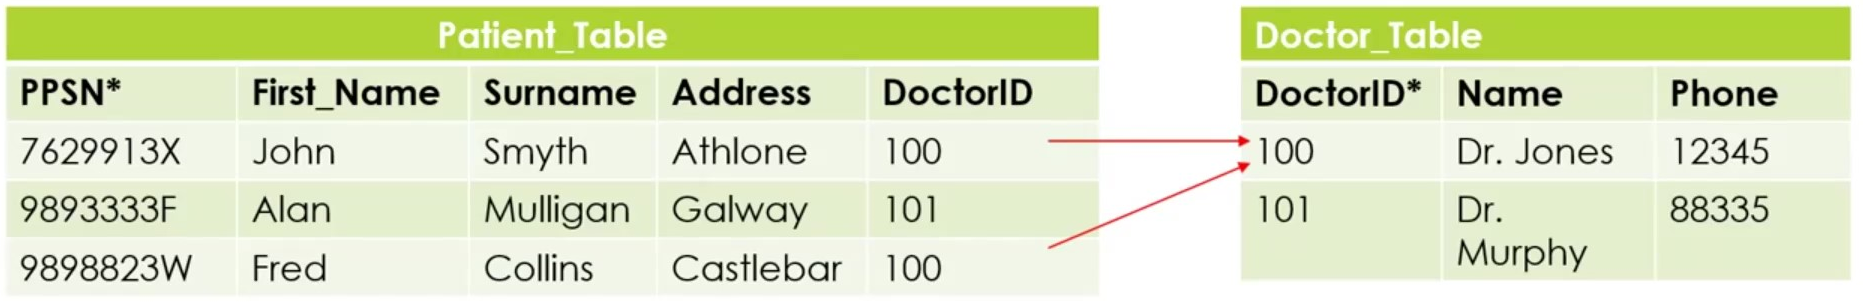 Patient_Table
PPSN* First_Name Surname Address DoctorID
7629913X John Smyth Athlone 100
9893333F Alan Mulligan Galway 101
9898823W Fred Collins Castlebar 100
Doctor_Table
DoctorID* Name Phone
100 Dr. Jones 12345
101 Dr. 88335
Murphy